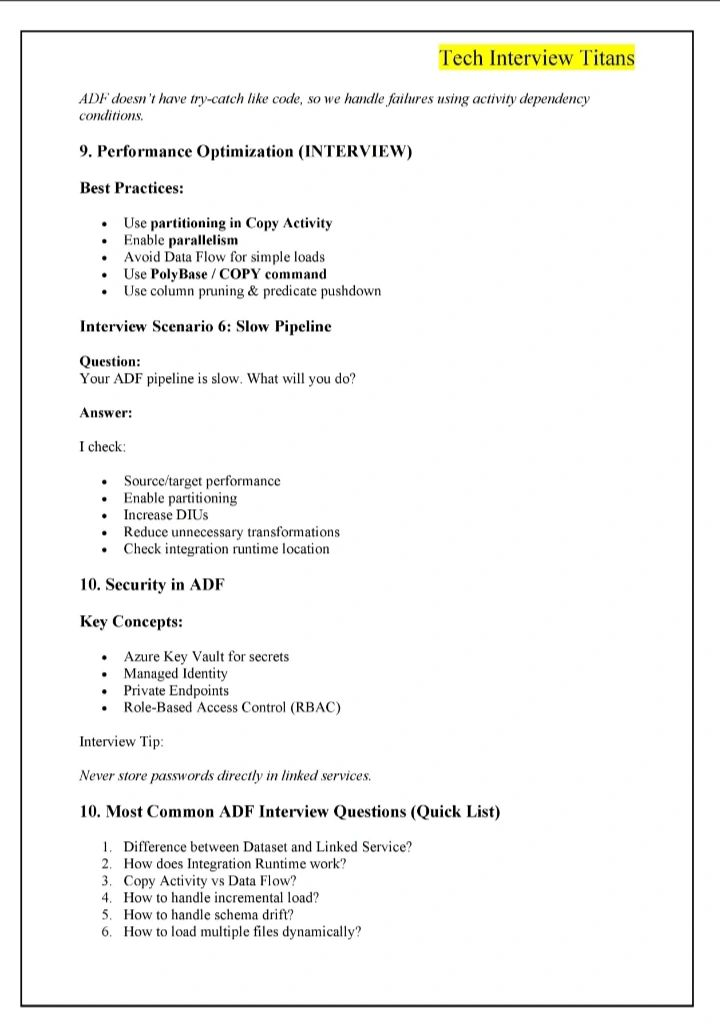 Tech Interview Titans
ADF doesn't have try-catch like code, so we handle failures using activity dependency
conditions.
9. Performance Optimization (INTERVIEW)
Best Practices:
• Use partitioning in Copy Activity
• Enable parallelism
• Avoid Data Flow for simple loads
• Use PolyBase / COPY command
• Use column pruning & predicate pushdown
Interview Scenario 6: Slow Pipeline
Question:
Your ADF pipeline is slow. What will you do?
Answer:
I check:
• Source/target performance
• Enable partitioning
• Increase DIUs
• Reduce unnecessary transformations
• Check integration runtime location
10. Security in ADF
Key Concepts:
• Azure Key Vault for secrets
• Managed Identity
• Private Endpoints
• Role-Based Access Control (RBAC)
Interview Tip:
Never store passwords directly in linked services.
10. Most Common ADF Interview Questions (Quick List)
1. Difference between Dataset and Linked Service?
2. How does Integration Runtime work?
3. Copy Activity vs Data Flow?
4. How to handle incremental load?
5. How to handle schema drift?
6. How to load multiple files dynamically?